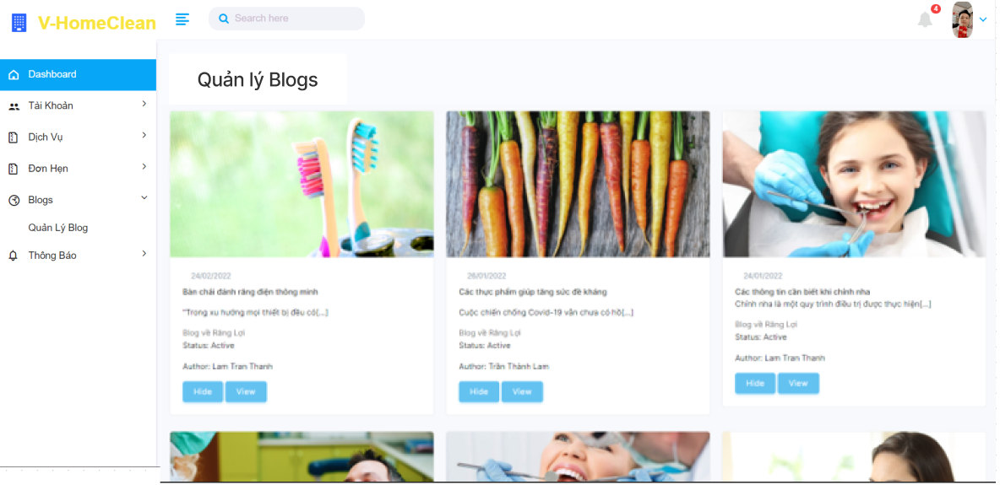 V-HomeClean
Search here
4
Dashboard
Tài Khoản
Dịch Vụ
Đơn Hẹn
Blogs
Quản Lý Blog
Thông Báo
Quản lý Blogs
24/02/2022
Bàn chải đánh răng điện thông minh
"Trong xu hướng mọi thiết bị đều có[...]
Blog về Răng Lợi
Status: Active
Author: Lam Tran Thanh
Hide View
26/01/2022
Các thực phẩm giúp tăng sức đề kháng
Cuộc chiến chống Covid-19 vẫn chưa có hồ[...]
Blog về Răng Lợi
Status: Active
Author: Trần Thành Lam
Hide View
24/01/2022
Các thông tin cần biết khi chỉnh nha
Chỉnh nha là một quy trình điều trị được thực hiện[...]
Blog về Răng Lợi
Status: Active
Author: Lam Tran Thanh
Hide View